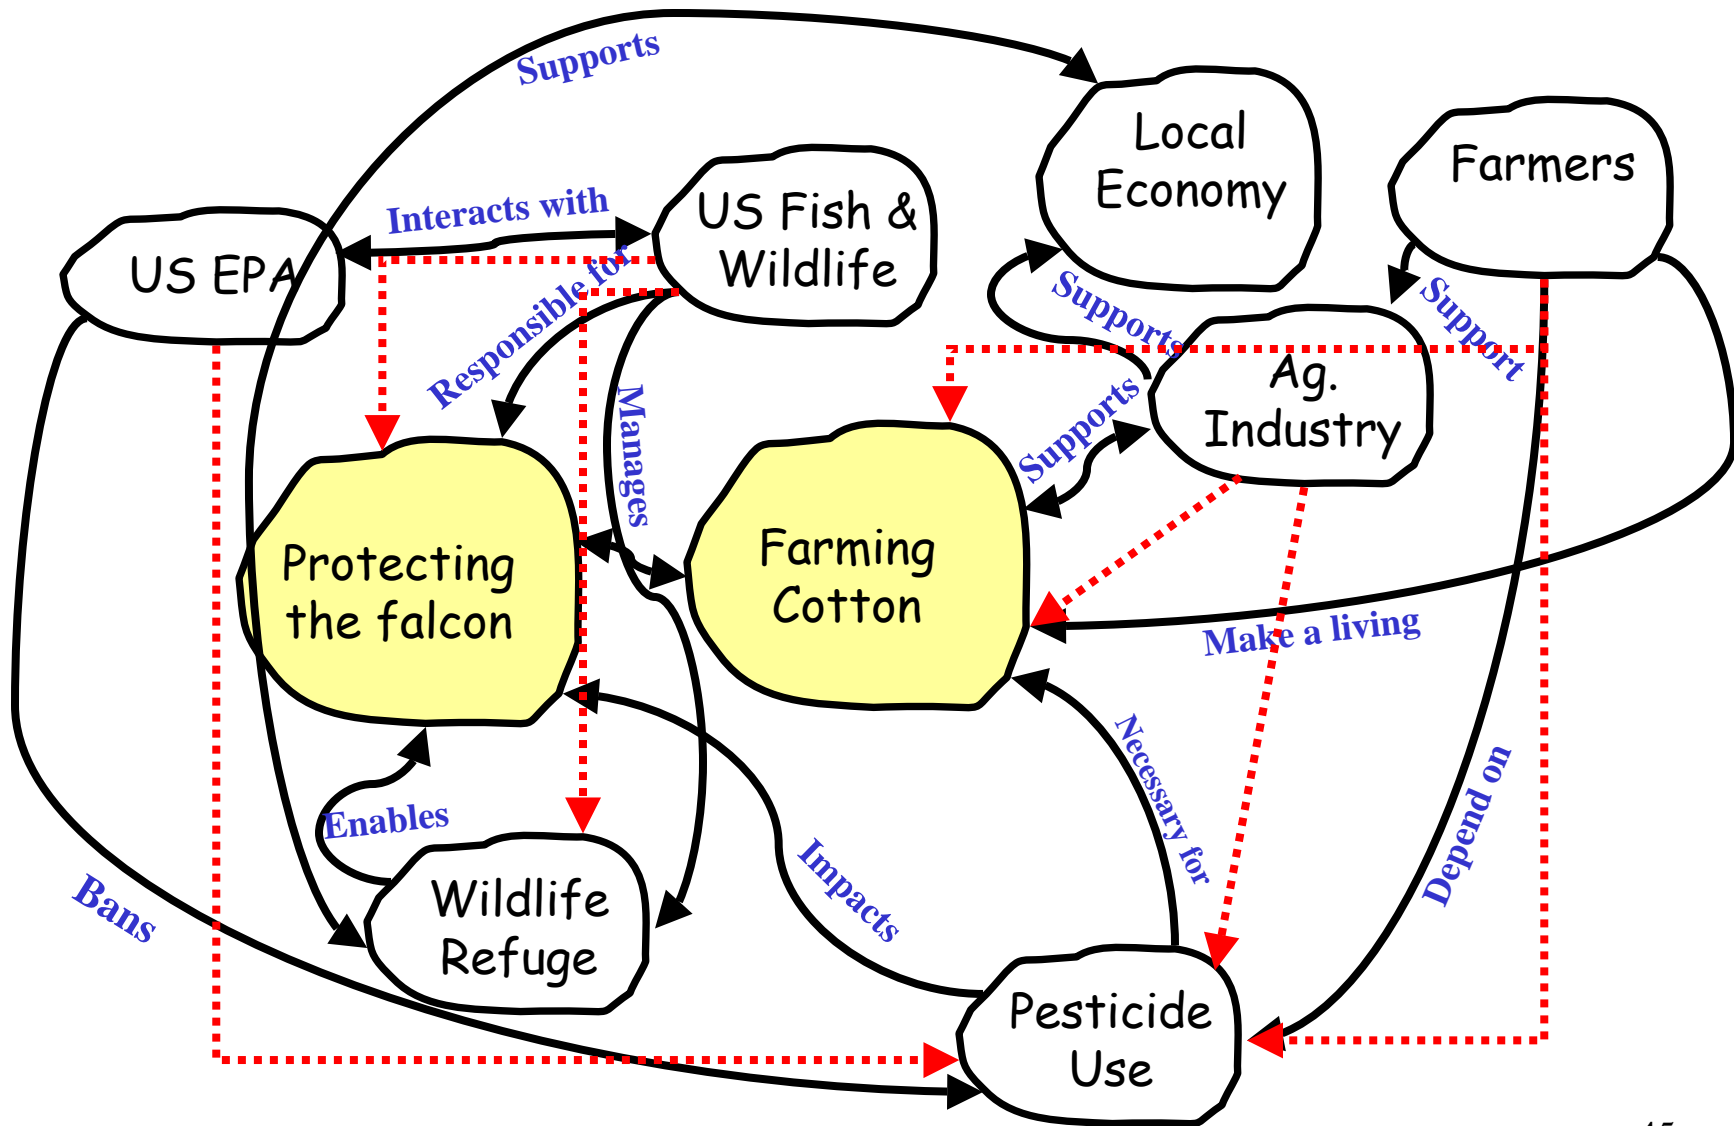 Supports
Local
Economy
Farmers
Interacts with
US Fish &
Wildlife
US EPA
Responsible for
Supports
Support
Ag.
Industry
Manages
Supports
Protecting
the falcon
Farming
Cotton
Make a living
Necessary for
Depend on
Enables
Impacts
Bans
Wildlife
Refuge
Pesticide
Use